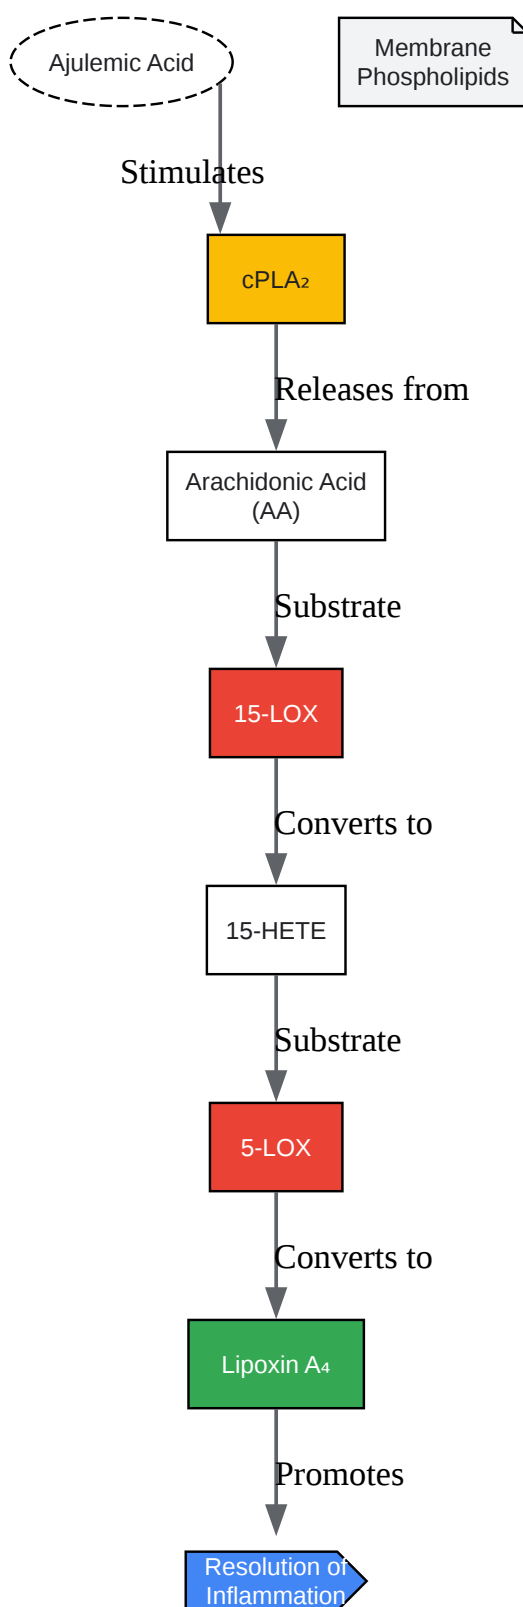 Ajulemic Acid
Membrane
Phospholipids
Stimulates
cPLA₂
Releases from
Arachidonic Acid
(AA)
Substrate
15-LOX
Converts to
15-HETE
Substrate
5-LOX
Converts to
Lipoxin A₄
Promotes
Resolution of
Inflammation